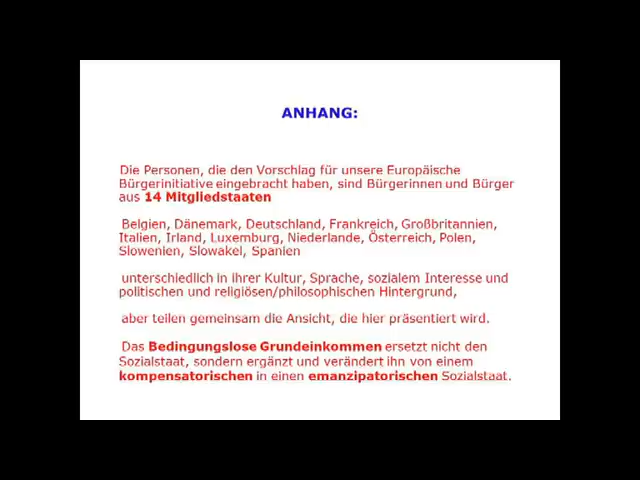 ANHANG:
Die Personen, die den Vorschlag für unsere Europäische
Bürgerinitiative eingebracht haben, sind Bürgerinnen und Bürger
aus 14 Mitgliedstaaten
Belgien, Dänemark, Deutschland, Frankreich, Großbritannien,
Italien, Irland, Luxemburg, Niederlande, Österreich, Polen,
Slowenien, Slowakei, Spanien
unterschiedlich in ihrer Kultur, Sprache, sozialem Interesse und
politischen und religiösen/philosophischen Hintergrund,
aber teilen gemeinsam die Ansicht, die hier präsentiert wird.
Das Bedingungslose Grundeinkommen ersetzt nicht den
Sozialstaat, sondern ergänzt und verändert ihn von einem
kompensatorischen in einen emanzipatorischen Sozialstaat.